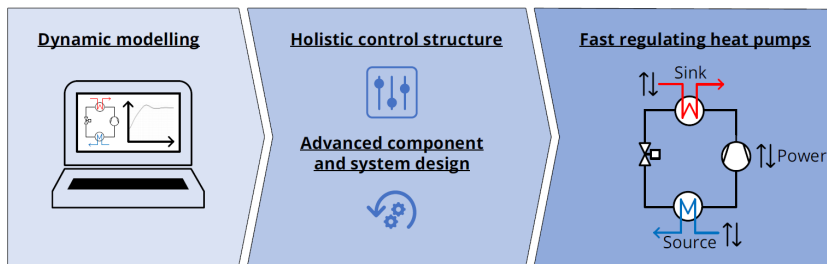 Dynamic modelling
Holistic control structure
Advanced component
and system design
Fast regulating heat pumps
Sink
Power
Source